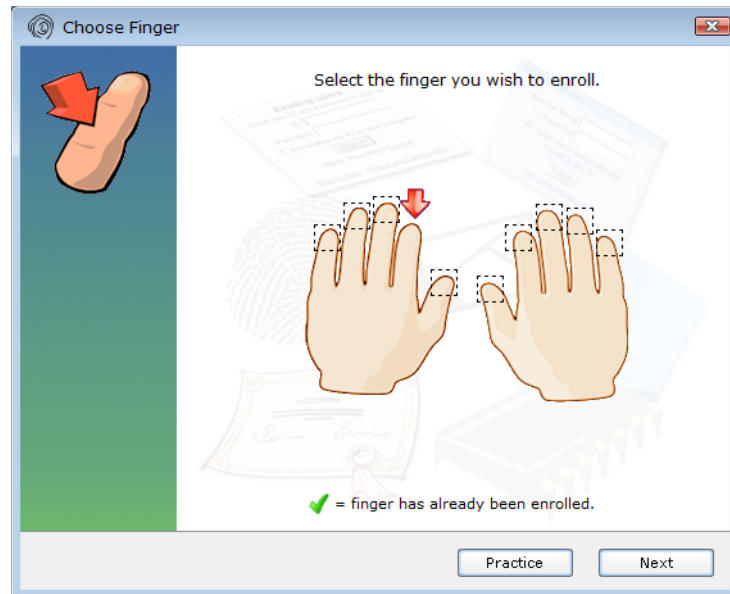 Choose Finger
Select the finger you wish to enroll.
= finger has already been enrolled.
Practice
Next